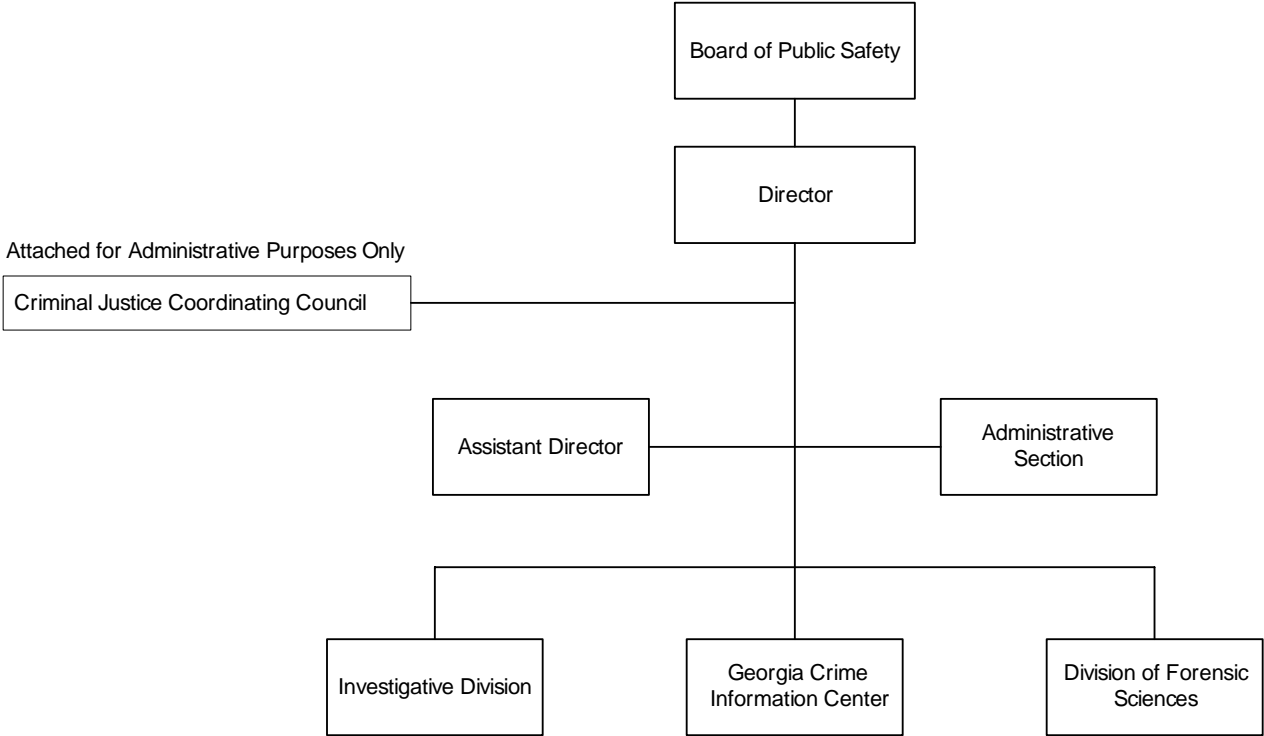 Board of Public Safety
Director
Attached for Administrative Purposes Only
Criminal Justice Coordinating Council
Assistant Director
Administrative
Section
Investigative Division
Georgia Crime
Information Center
Division of Forensic
Sciences